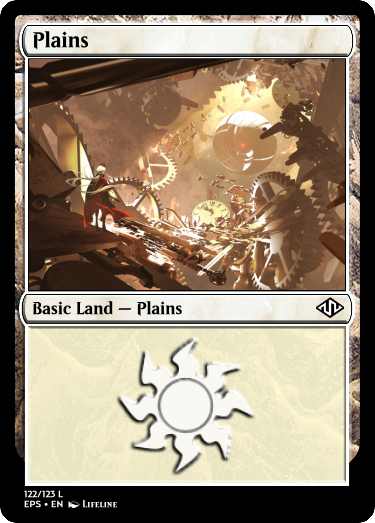 Plains
Basic Land — Plains
122/123 L
EPS • EN Lifeline